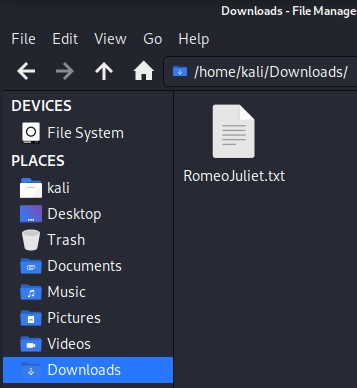 Downloads - File Manage
File Edit View Go Help
/home/kali/Downloads/
DEVICES
File System
PLACES
kali
Desktop
Trash
Documents
Music
Pictures
Videos
Downloads
RomeoJuliet.txt